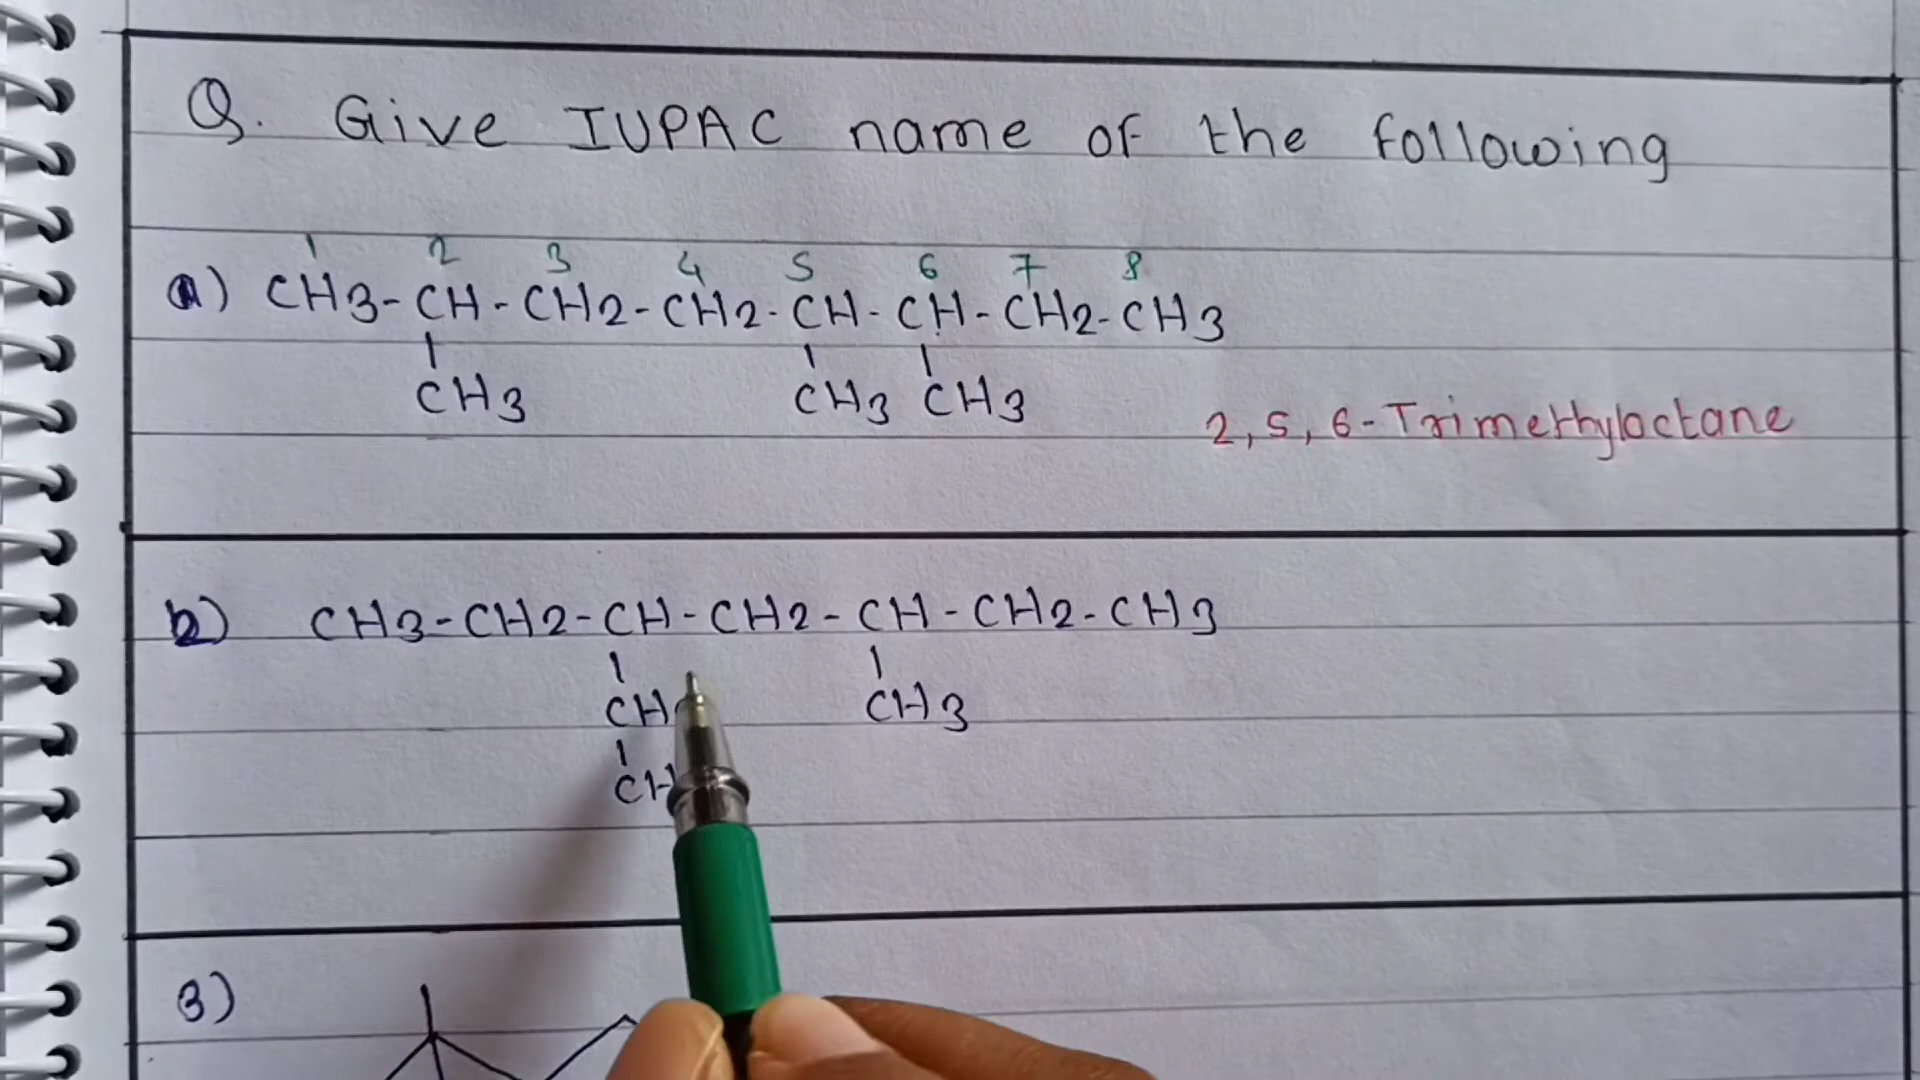 Q. Give IUPAC name of the following
1 2 3 4 5 6 7 8
a) CH3-CH-CH2-CH2-CH-CH-CH2-CH3
CH3 CH3 CH3
2,5,6-Trimethyloctane
b) CH3-CH2-CH-CH2-CH-CH2-CH3
CH CH3
CH
3)